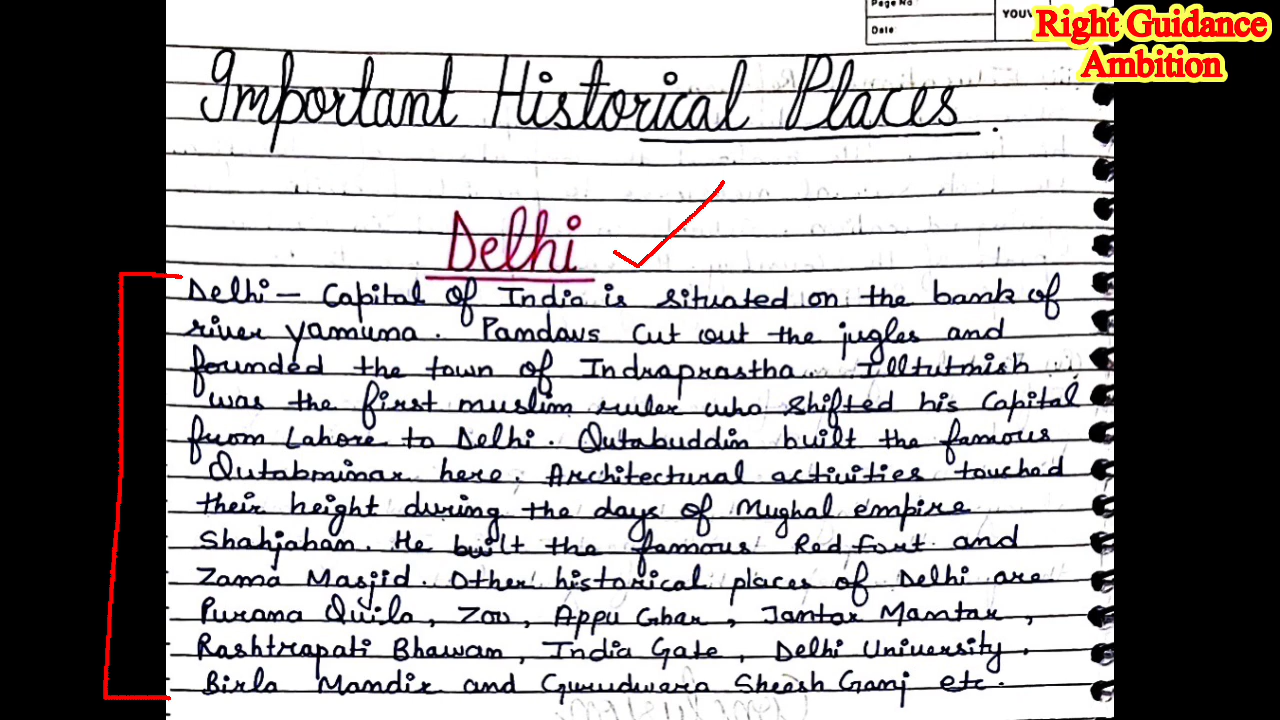 Page No
Date
YOUV
Right Guidance
Ambition
Important Historical Places.
Delhi
Delhi - Capital of India is situated on the bank of
river yamuna. Pandavs cut out the jugles and
founded the town of Indraprastha. Illtutmish
was the first muslim ruler who shifted his Capital
from Lahore to Delhi. Qutabuddin built the famous
Qutabminar here. Architectural activities touched
their height during the days of Mughal empire
Shahjahan. He built the famous Red fort and
Zama Masjid. Other historical places of Delhi are
Purana Quila, Zoo, Appu Ghar, Jantar Mantar,
Rashtrapati Bhawan, India Gate, Delhi University.
Birla Mandir and Gurudwara Sheesh Ganj etc.